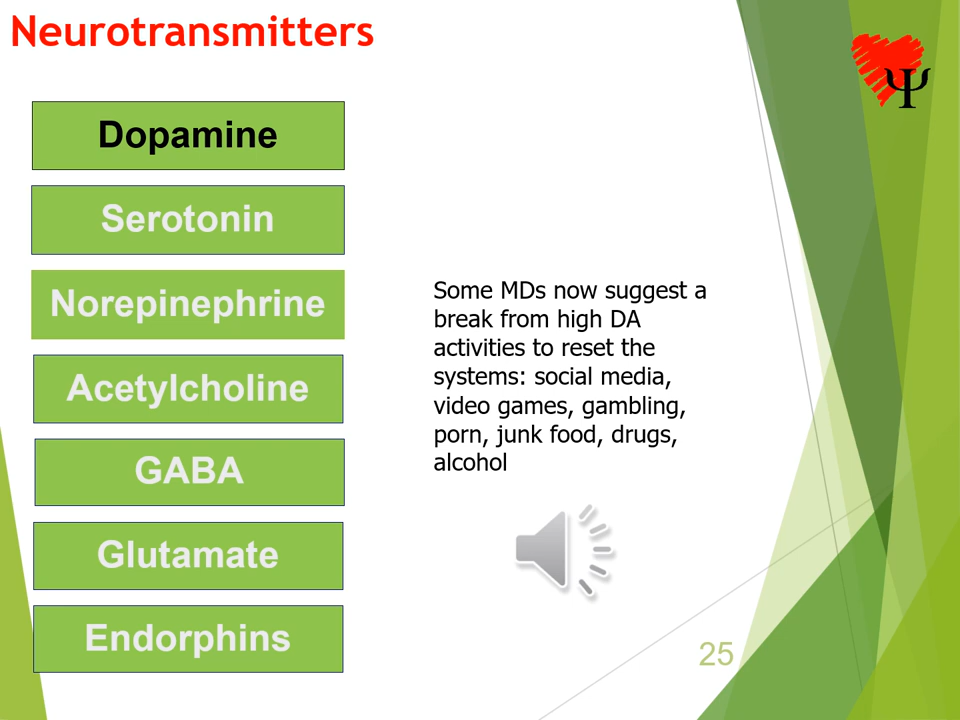 Neurotransmitters
Ψ
Dopamine
Serotonin
Norepinephrine
Acetylcholine
GABA
Glutamate
Endorphins
Some MDs now suggest a
break from high DA
activities to reset the
systems: social media,
video games, gambling,
porn, junk food, drugs,
alcohol
25